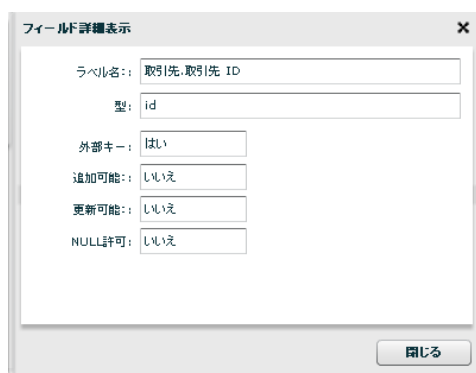 フィールド詳細表示
ラベル名:: 取引先.取引先 ID
型: id
外部キー: はい
追加可能:: いいえ
更新可能:: いいえ
NULL許可: いいえ
閉じる